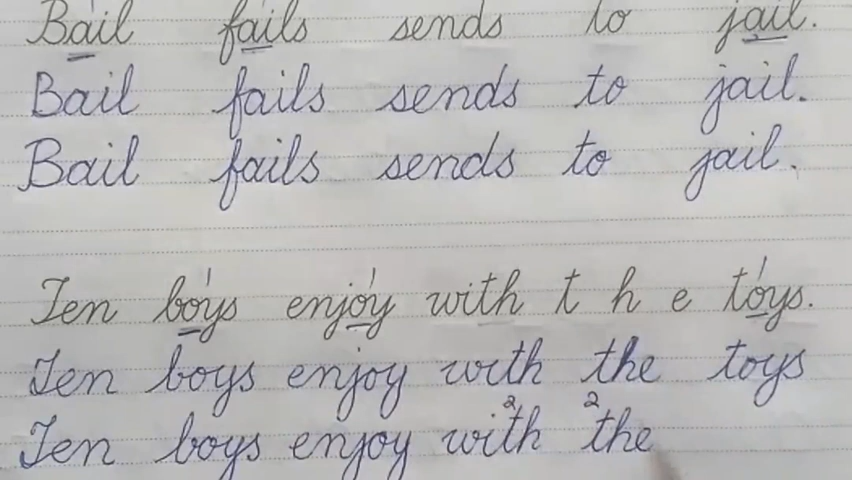 Bail fails sends to jail.
Bail fails sends to jail.
Bail fails sends to jail.
Ten boys enjoy with t h e toys.
Ten boys enjoy with the toys
Ten boys enjoy with the